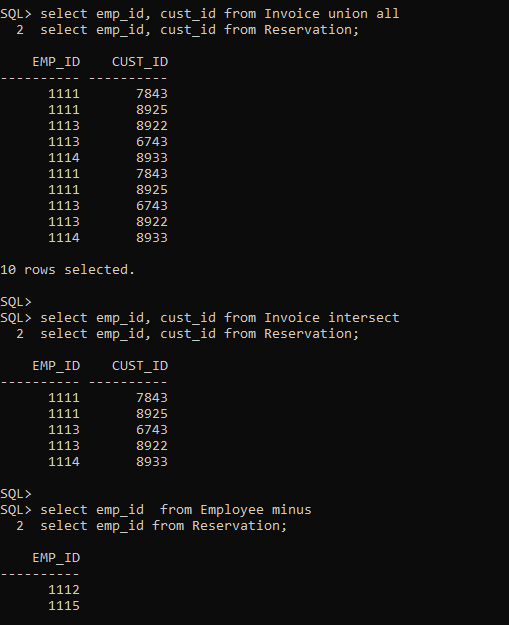 SQL> select emp_id, cust_id from Invoice union all
  2  select emp_id, cust_id from Reservation;

    EMP_ID    CUST_ID
---------- ----------
      1111       7843
      1111       8925
      1113       8922
      1113       6743
      1114       8933
      1111       7843
      1111       8925
      1113       6743
      1113       8922
      1114       8933

10 rows selected.

SQL>
SQL> select emp_id, cust_id from Invoice intersect
  2  select emp_id, cust_id from Reservation;

    EMP_ID    CUST_ID
---------- ----------
      1111       7843
      1111       8925
      1113       6743
      1113       8922
      1114       8933

SQL>
SQL> select emp_id  from Employee minus
  2  select emp_id from Reservation;

    EMP_ID
----------
      1112
      1115